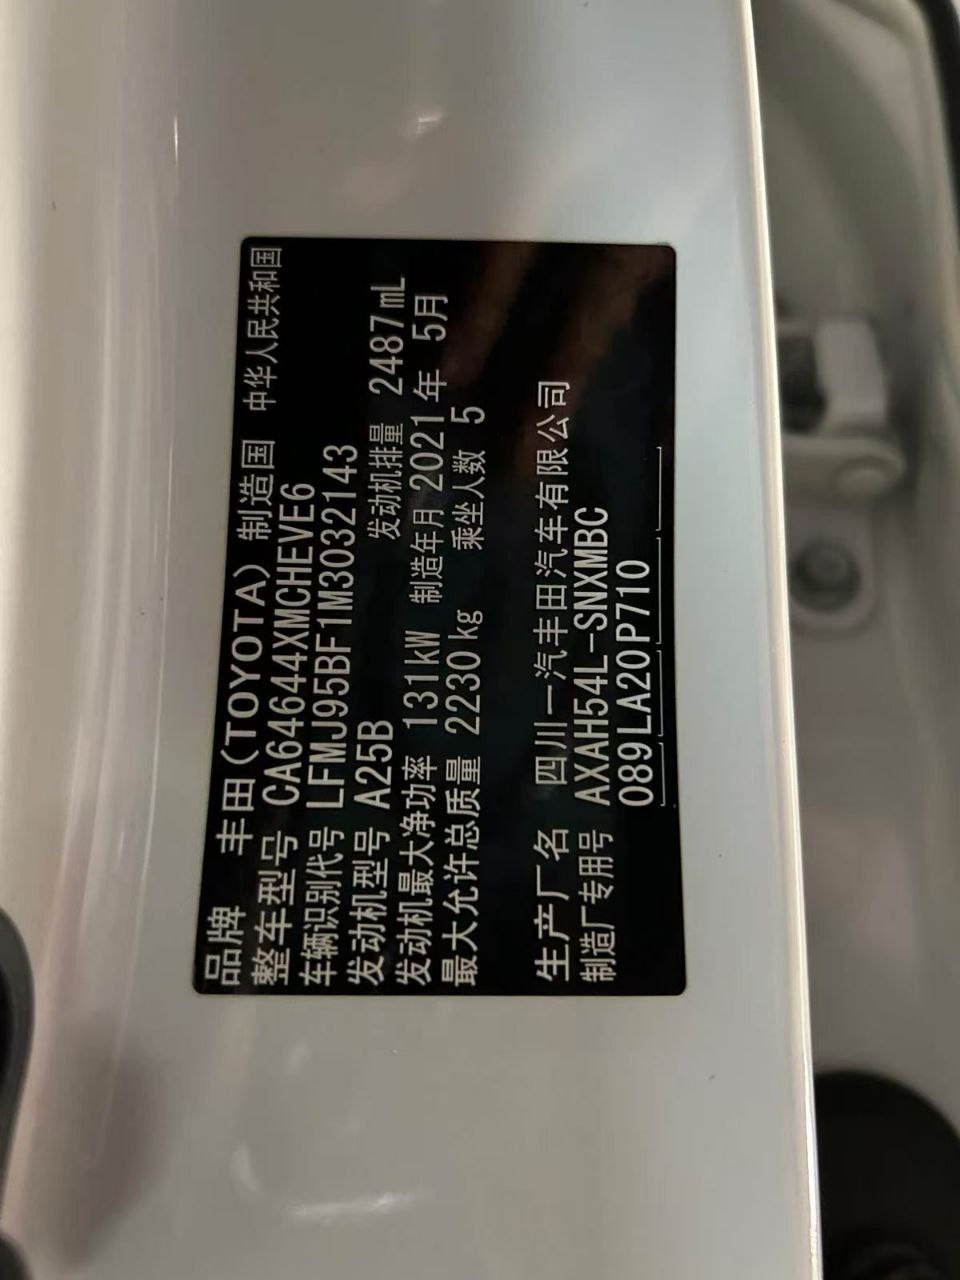 品牌 丰田(TOYOTA) 制造国 中华人民共和国
整车型号 CA64644XMCHEVE6
车辆识别代号 LFMJ95BF1M3032143
发动机型号 A25B 发动机排量 2487mL
发动机最大净功率 131kW 制造年月 2021年 5月
最大允许总质量 2230kg 乘坐人数 5
生产厂名 四川一汽丰田汽车有限公司
制造厂专用号 AXAH54L-SNXMBC
089LA20P710